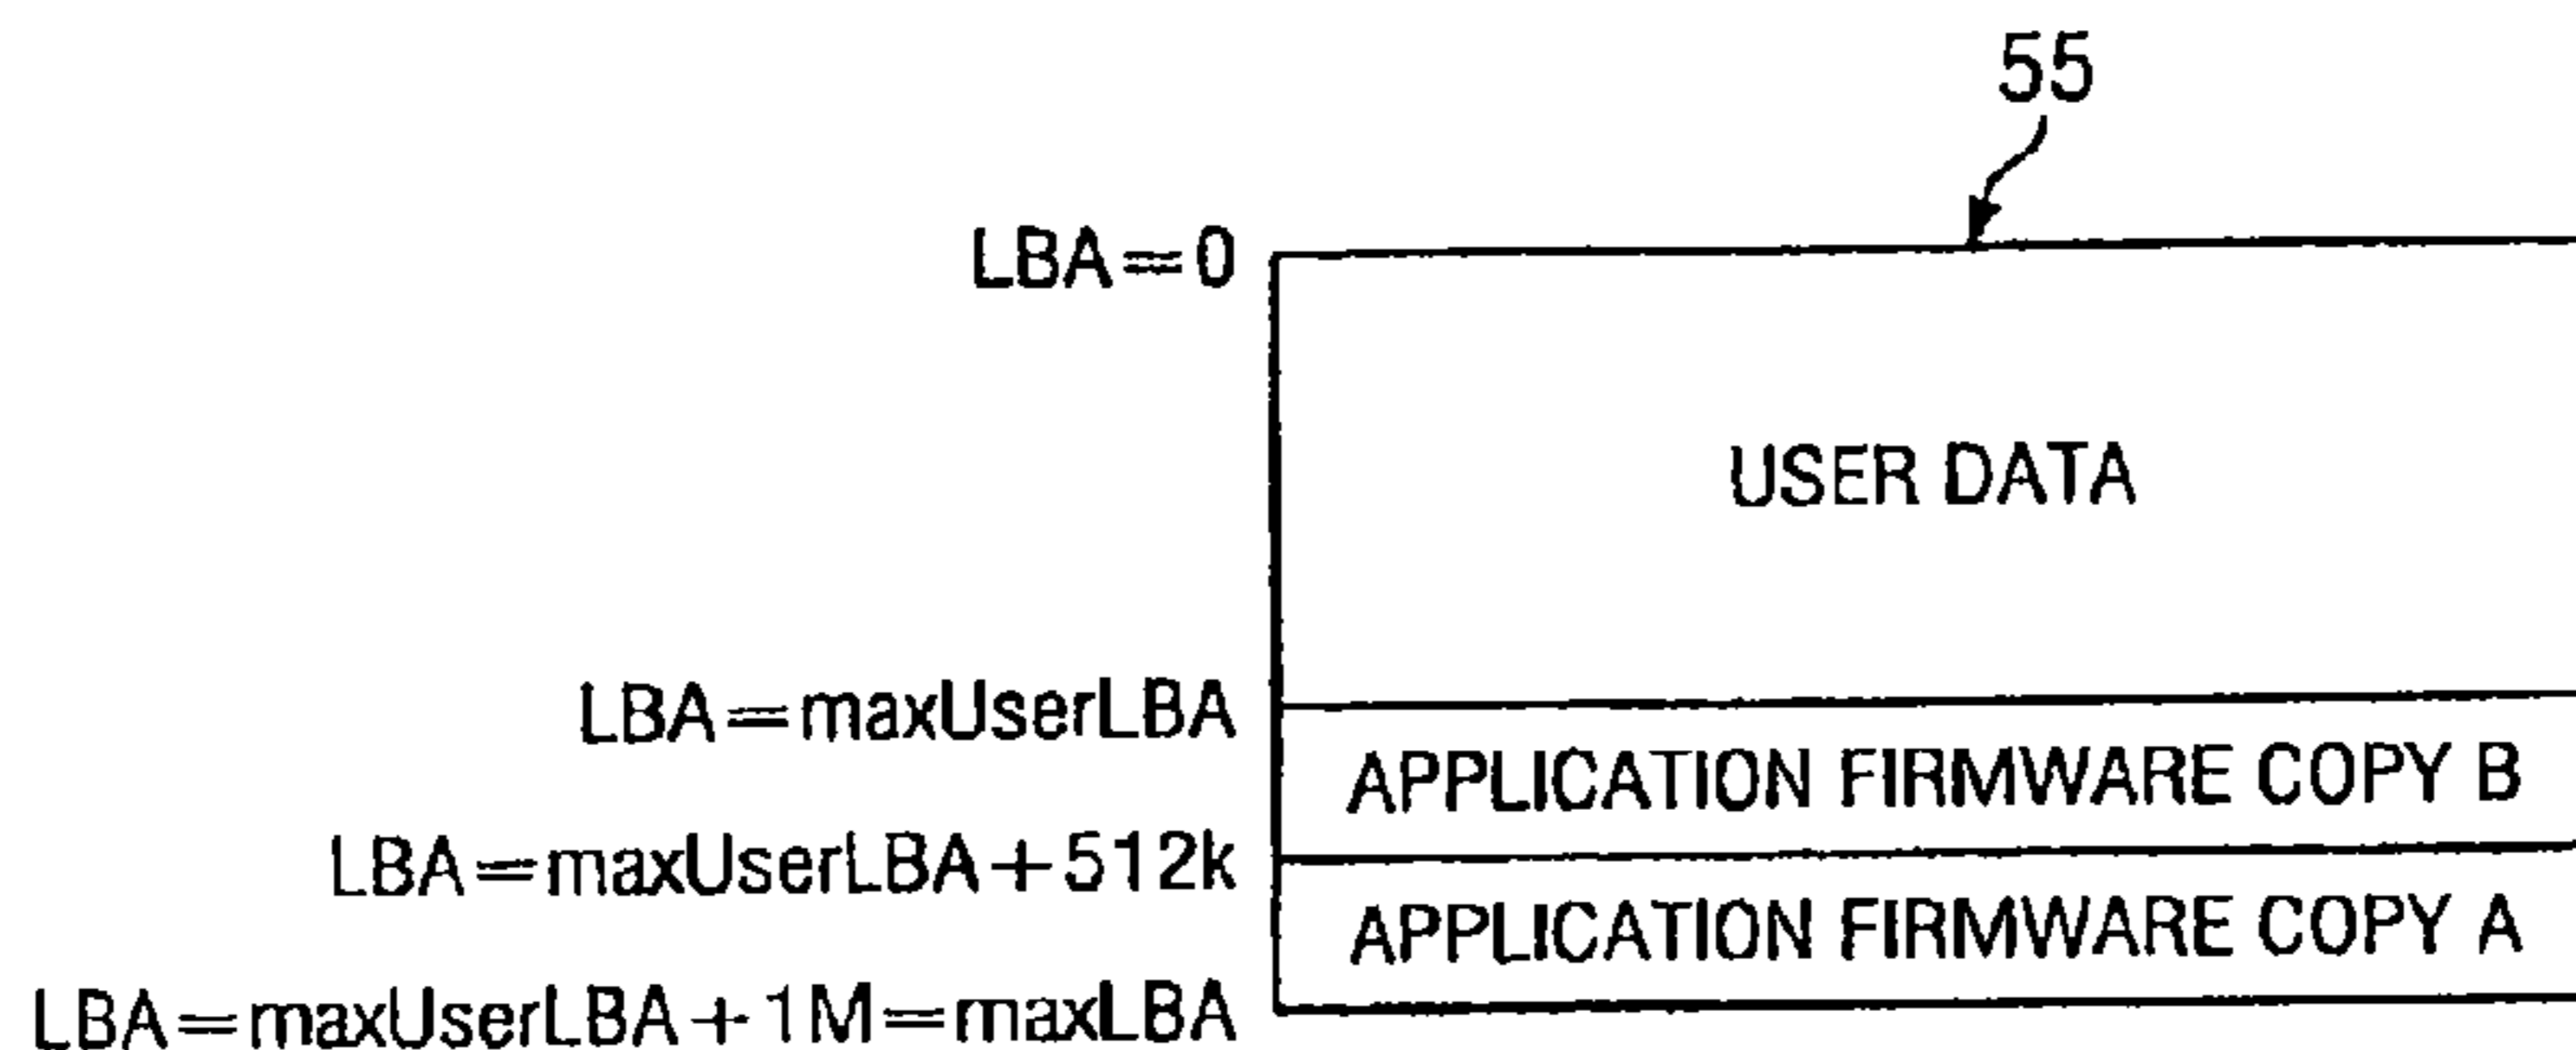 55
LBA=0
USER DATA
LBA=maxUserLBA
APPLICATION FIRMWARE COPY B
LBA=maxUserLBA+512k
APPLICATION FIRMWARE COPY A
LBA=maxUserLBA+1M=maxLBA